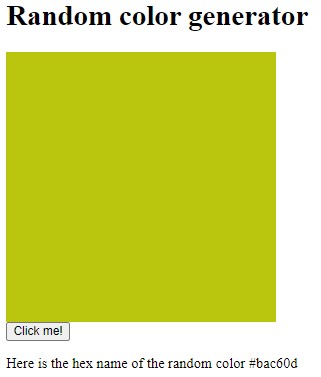 Random color generator
Click me!
Here is the hex name of the random color #bac60d